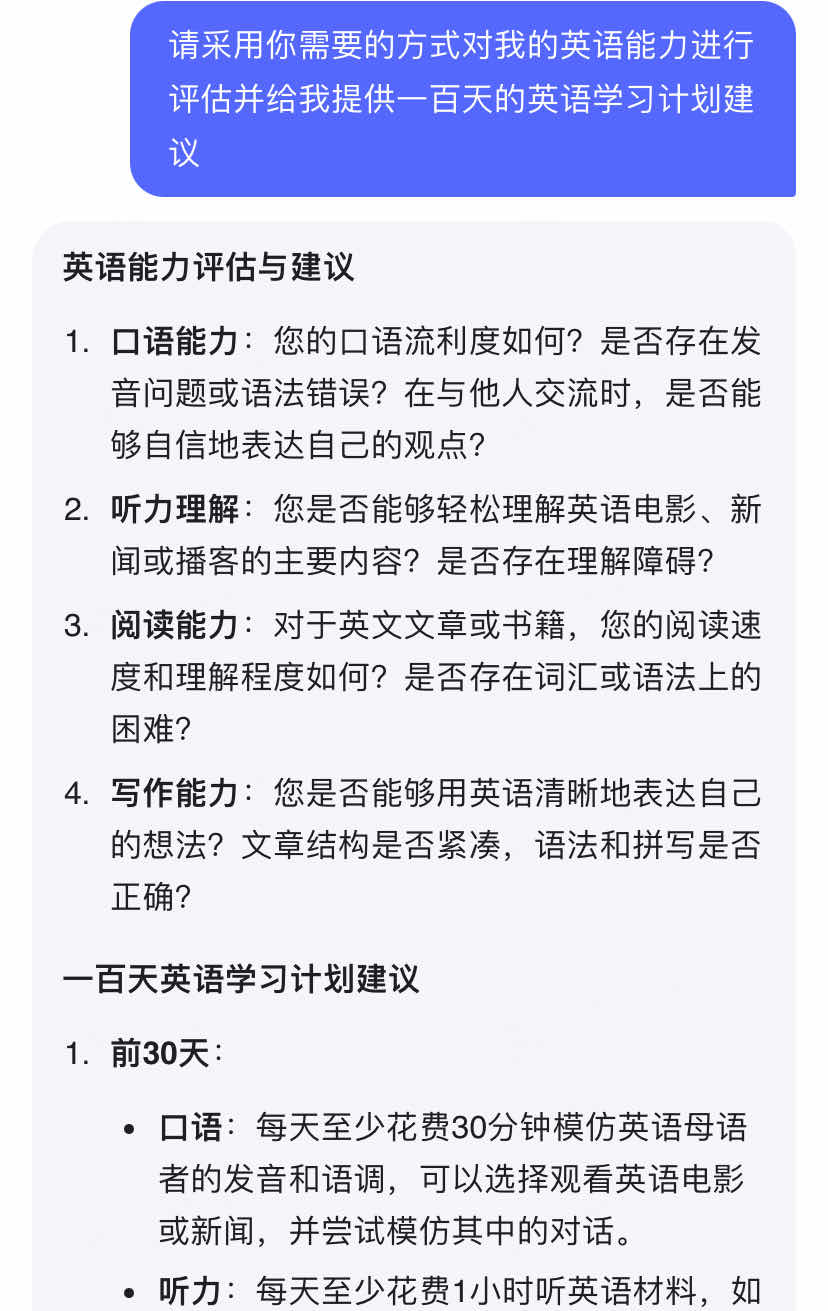 请采用你需要的方式对我的英语能力进行
评估并给我提供一百天的英语学习计划建
议
英语能力评估与建议
1. 口语能力：您的口语流利度如何？是否存在发
音问题或语法错误？在与他人交流时，是否能
够自信地表达自己的观点？
2. 听力理解：您是否能够轻松理解英语电影、新
闻或播客的主要内容？是否存在理解障碍？
3. 阅读能力：对于英文文章或书籍，您的阅读速
度和理解程度如何？是否存在词汇或语法上的
困难？
4. 写作能力：您是否能够用英语清晰地表达自己
的想法？文章结构是否紧凑，语法和拼写是否
正确？
一百天英语学习计划建议
1. 前30天：
• 口语：每天至少花费30分钟模仿英语母语
者的发音和语调，可以选择观看英语电影
或新闻，并尝试模仿其中的对话。
• 听力：每天至少花费1小时听英语材料，如